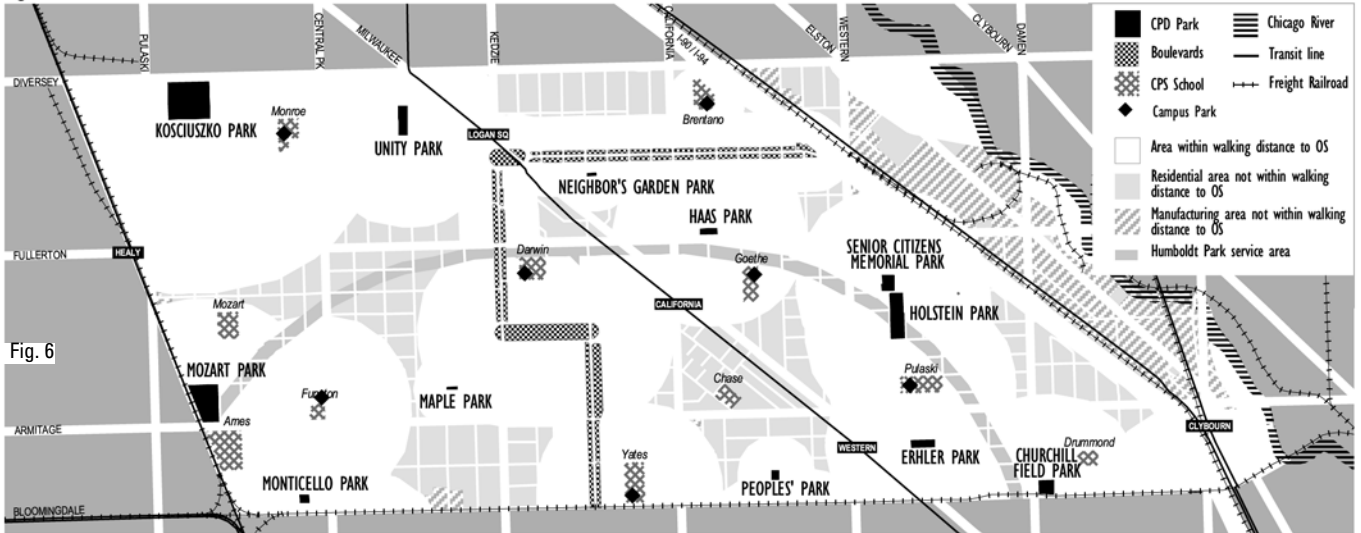 PULASKI
CENTRAL PK
MILWAUKEE
KEDZE
CALIFORNIA
I-90 / I-94
ELSTON
WESTERN
CLYBOURN
DAMEN
DIVERSEY
FULLERTON
ARMITAGE
BLOOMINGDALE
KOSCIUSZKO PARK
Monroe
UNITY PARK
LOGAN SQ
Brentano
NEIGHBOR'S GARDEN PARK
HAAS PARK
HEALY
Darwin
Goethe
SENIOR CITIZENS
MEMORIAL PARK
Mozart
CALIFORNIA
HOLSTEIN PARK
Fig. 6
MOZART PARK
Funston
MAPLE PARK
Chase
Pulaski
Ames
CLYBOURN
WESTERN
ERHLER PARK
Drummond
CHURCHILL
FIELD PARK
Yates
MONTICELLO PARK
PEOPLES' PARK
CPD Park
Boulevards
CPS School
Campus Park
Chicago River
Transit line
Freight Railroad
Area within walking distance to OS
Residential area not within walking
distance to OS
Manufacturing area not within walking
distance to OS
Humboldt Park service area